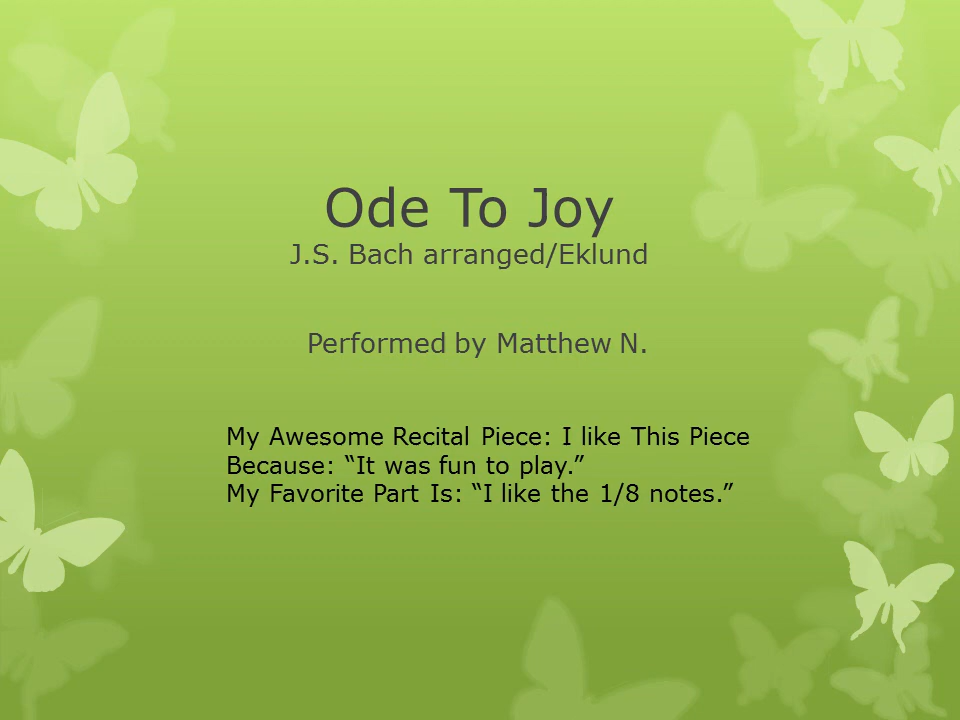 Ode To Joy
J.S. Bach arranged/Eklund
Performed by Matthew N.
My Awesome Recital Piece: I like This Piece
Because: “It was fun to play.”
My Favorite Part Is: “I like the 1/8 notes.”